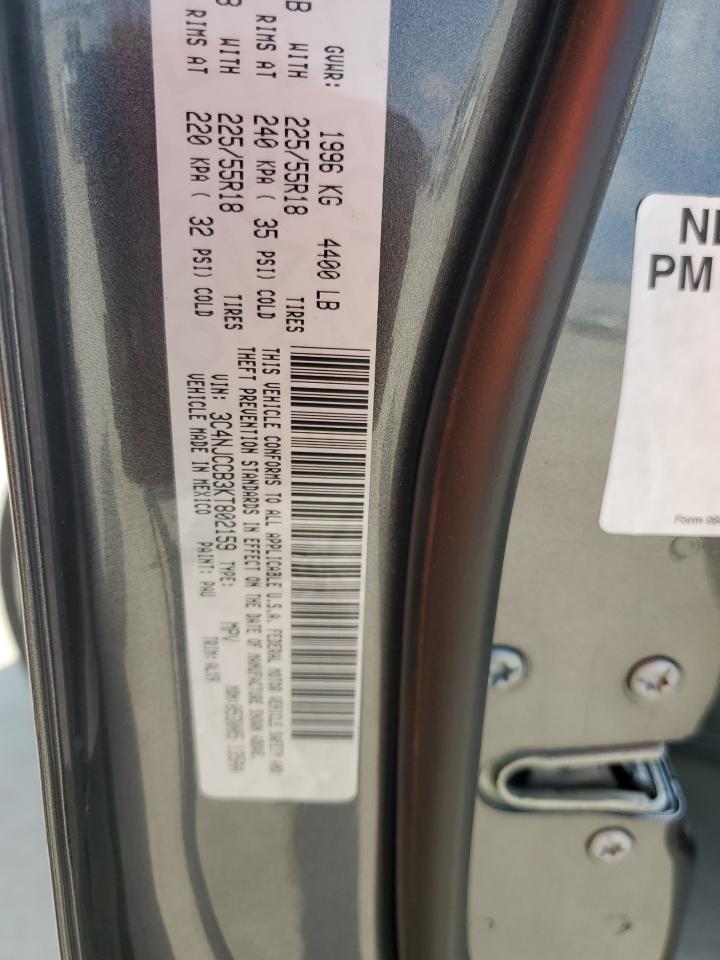 GVWR: 1996 KG 4400 LB
B WITH 225/55R18 TIRES
RIMS AT 240 KPA ( 35 PSI) COLD
B WITH 225/55R18 TIRES
RIMS AT 220 KPA ( 32 PSI) COLD
THIS VEHICLE CONFORMS TO ALL APPLICABLE U.S.A. FEDERAL MOTOR VEHICLE SAFETY AND
THEFT PREVENTION STANDARDS IN EFFECT ON THE DATE OF MANUFACTURE SHOWN ABOVE.
VIN: 3C4NJCCB3KT802159 TYPE: MPV
VEHICLE MADE IN MEXICO PAINT: PAU TRIM:
PM
Form